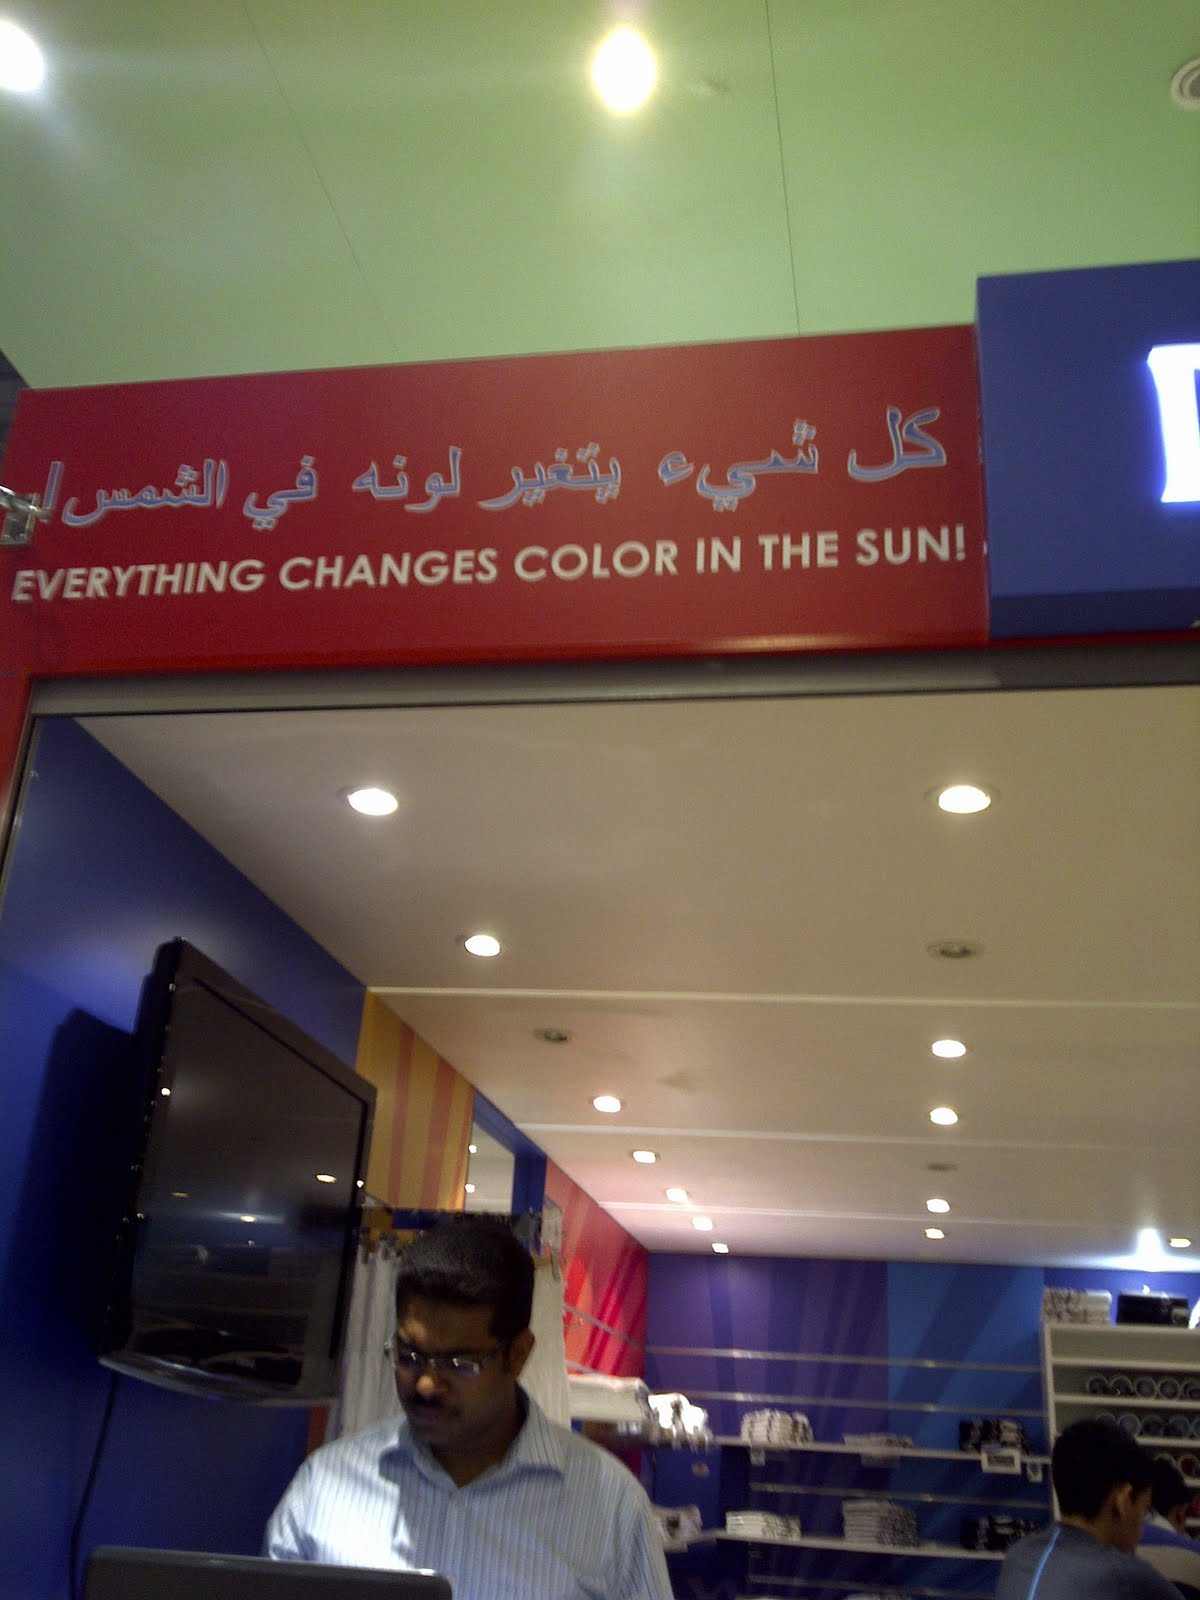 كل شيء يتغير لونه في الشمس!
EVERYTHING CHANGES COLOR IN THE SUN!